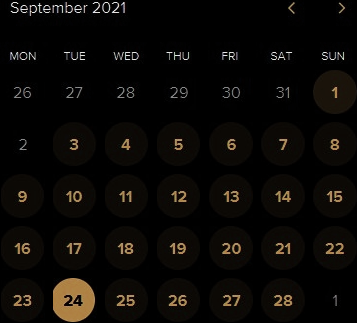 September 2021
MON TUE WED THU FRI SAT SUN
26 27 28 29 30 31 1
2 3 4 5 6 7 8
9 10 11 12 13 14 15
16 17 18 19 20 21 22
23 24 25 26 27 28 1